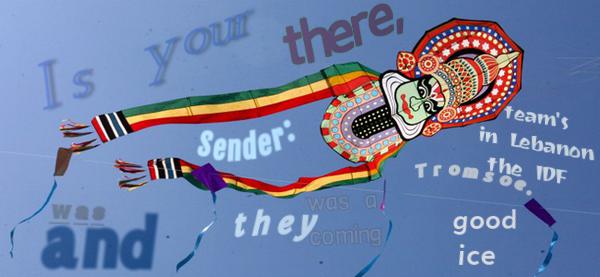 Is your
there,
team's
in Lebanon
the IDF
Sender:
Tromsoe.
was
and
they
was a
coming
good
ice